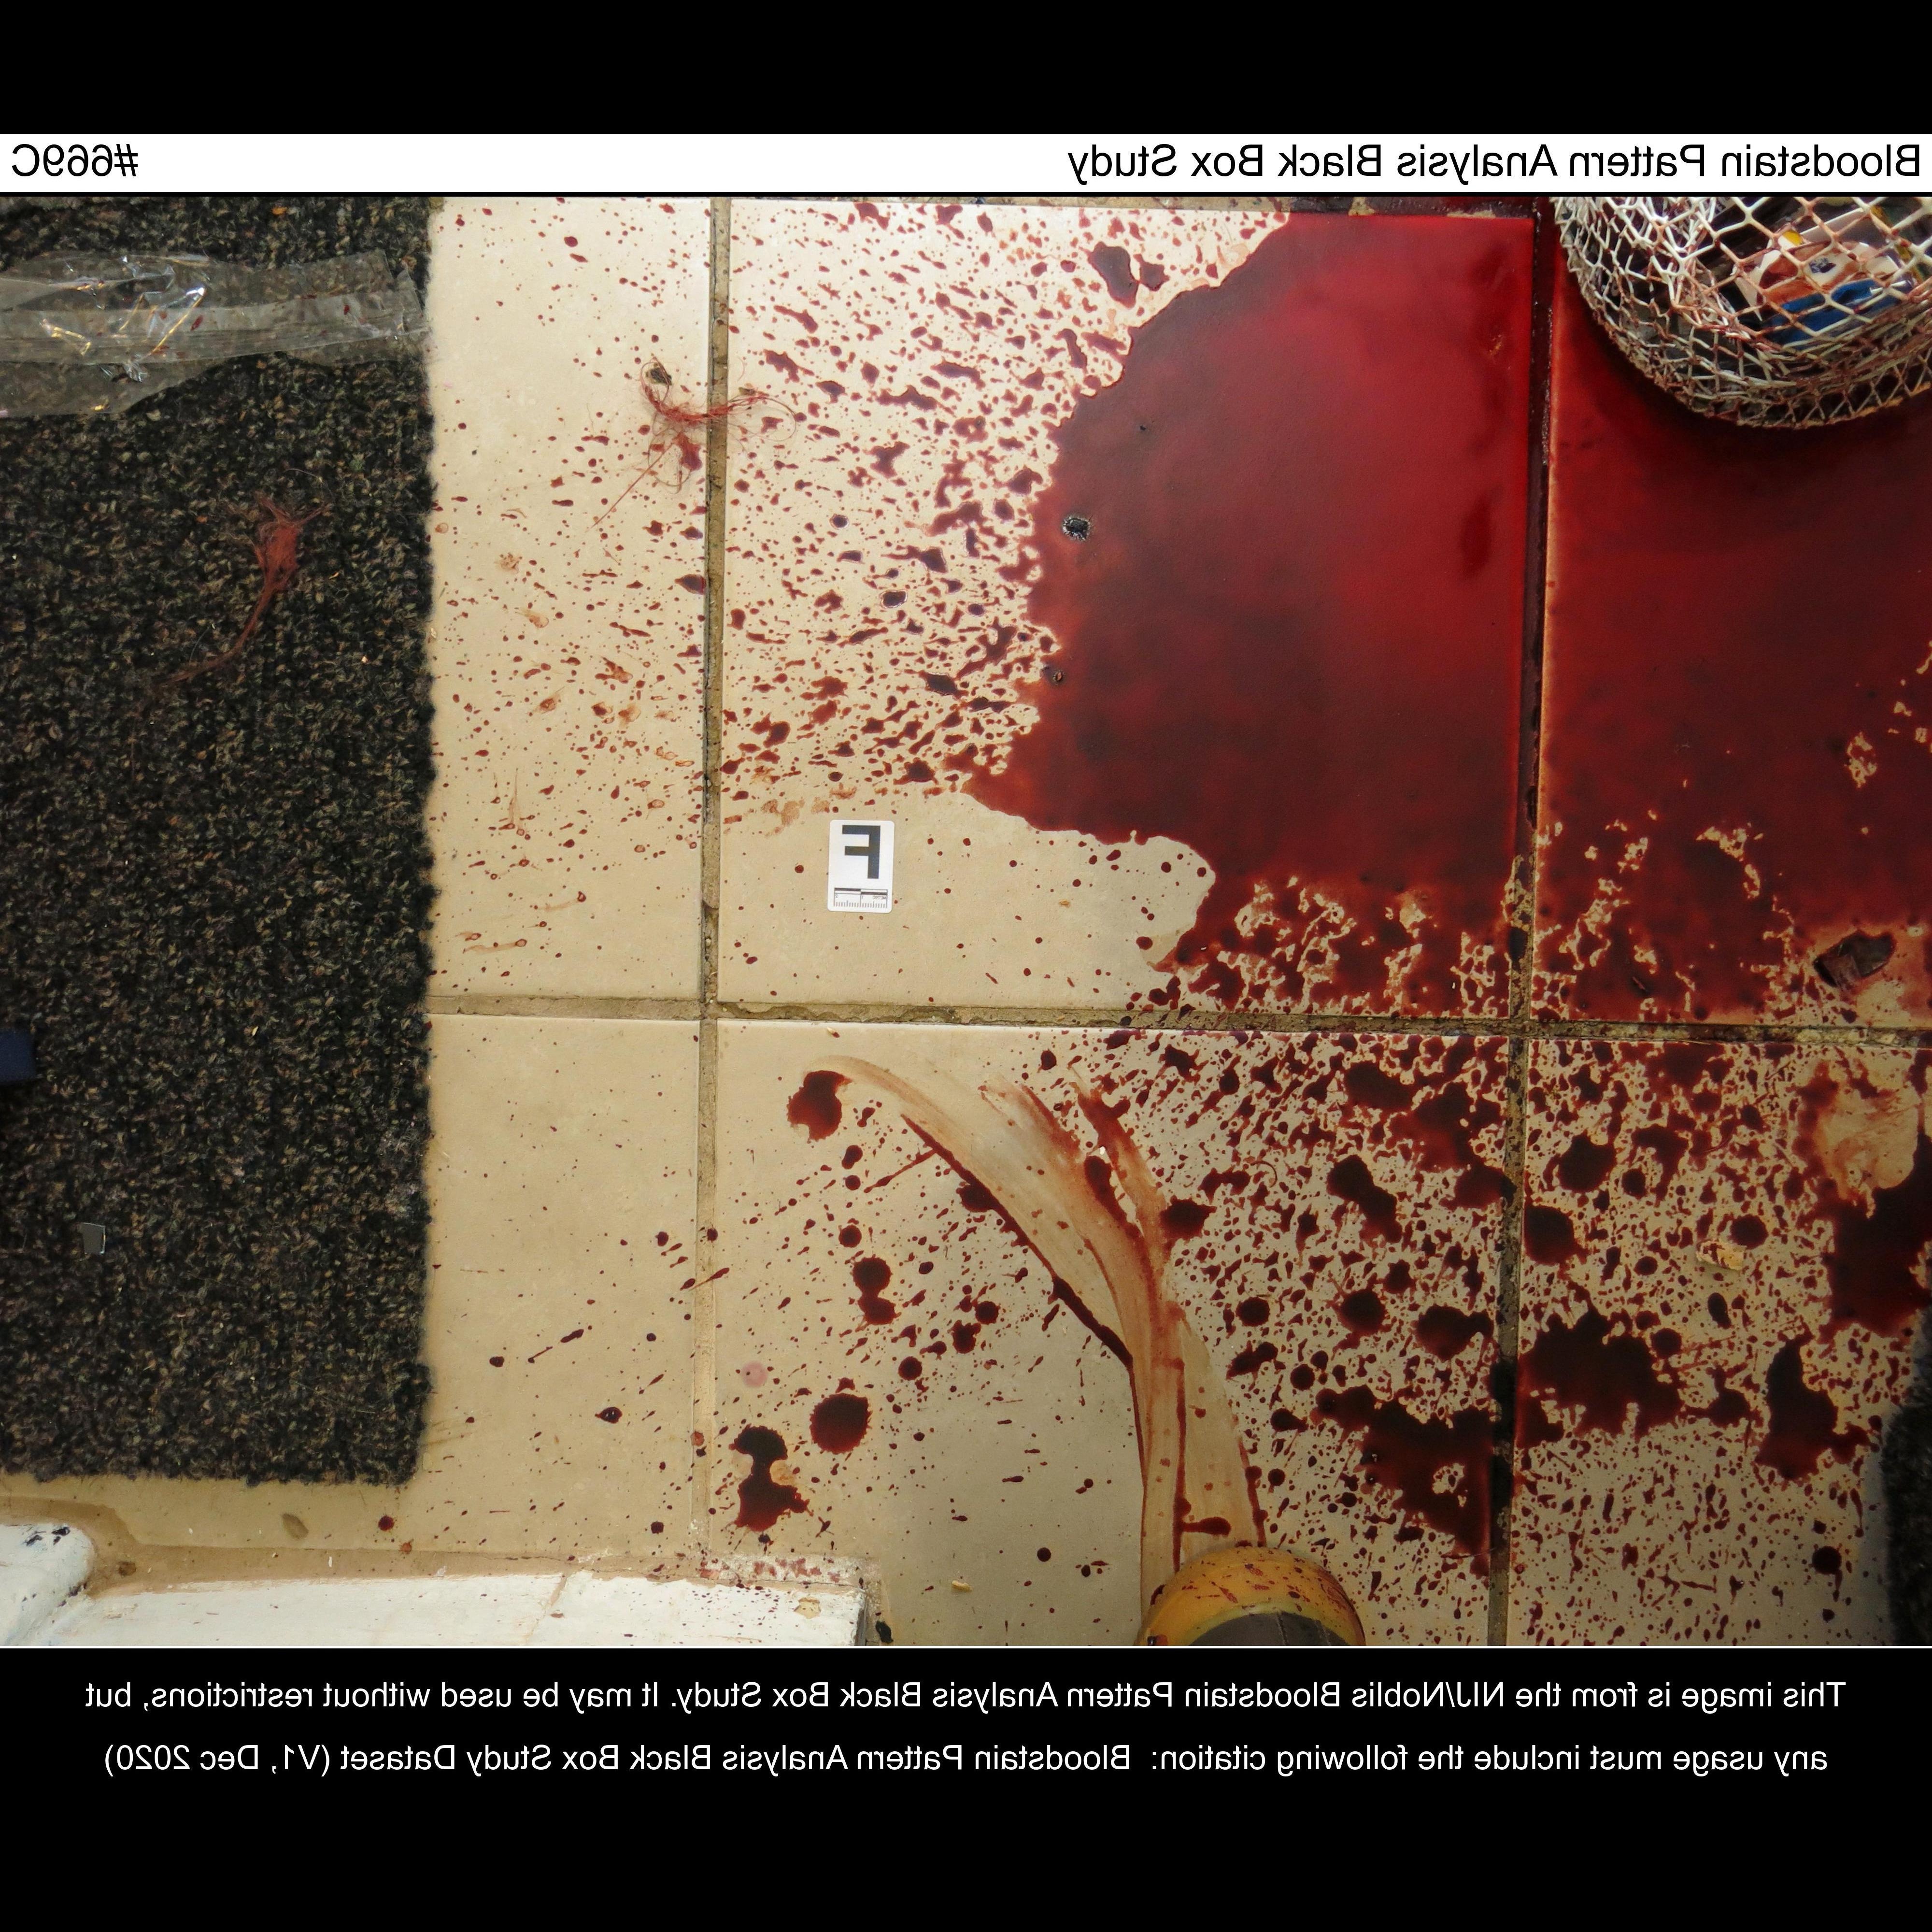 Bloodstain Pattern Analysis Black Box Study #669C
F
This image is from the NIJ/Noblis Bloodstain Pattern Analysis Black Box Study. It may be used without restrictions, but
any usage must include the following citation: Bloodstain Pattern Analysis Black Box Study Dataset (V1, Dec 2020)